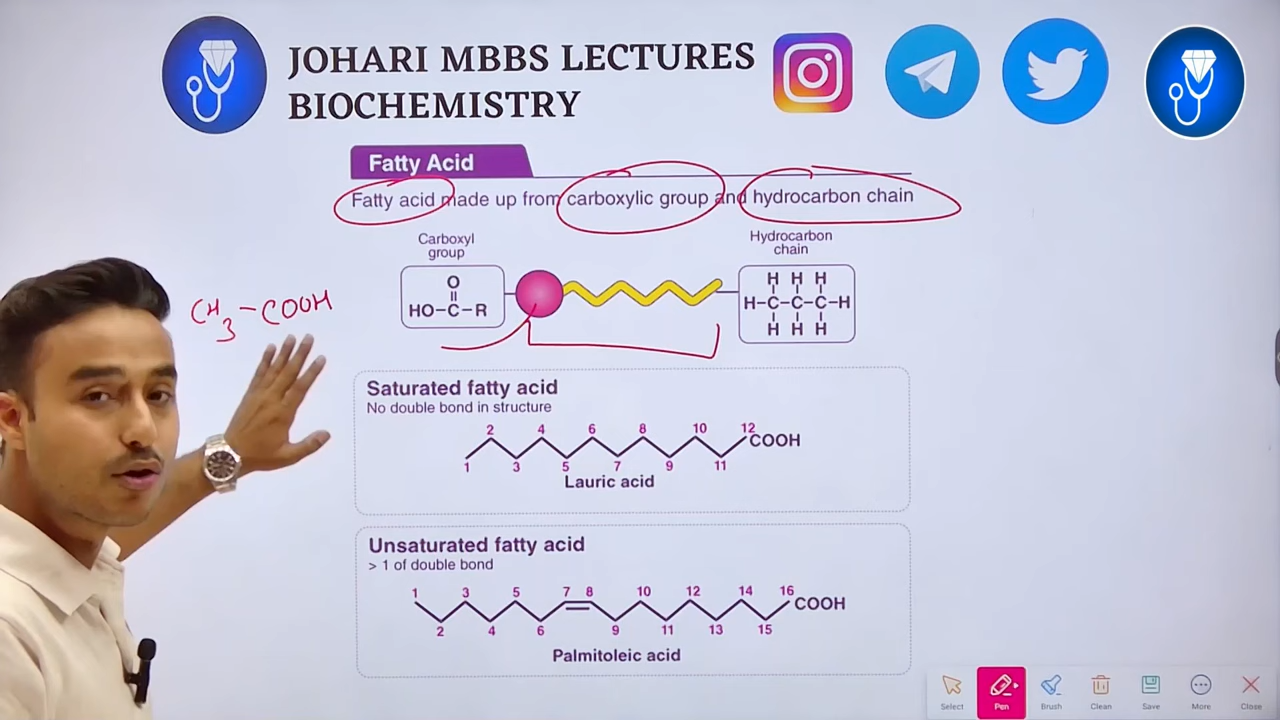 JOHARI MBBS LECTURES
BIOCHEMISTRY
Fatty Acid
Fatty acid made up from carboxylic group and hydrocarbon chain
Carboxyl
group
Hydrocarbon
chain
O
HO-C-R
H H H
H-C-C-C-H
H H H
CH3-COOH
Saturated fatty acid
No double bond in structure
2 4 6 8 10 12
COOH
1 3 5 7 9 11
Lauric acid
Unsaturated fatty acid
> 1 of double bond
1 3 5 7 8 10 12 14 16
COOH
2 4 6 9 11 13 15
Palmitoleic acid
Select Pen Brush Clean Save More Close